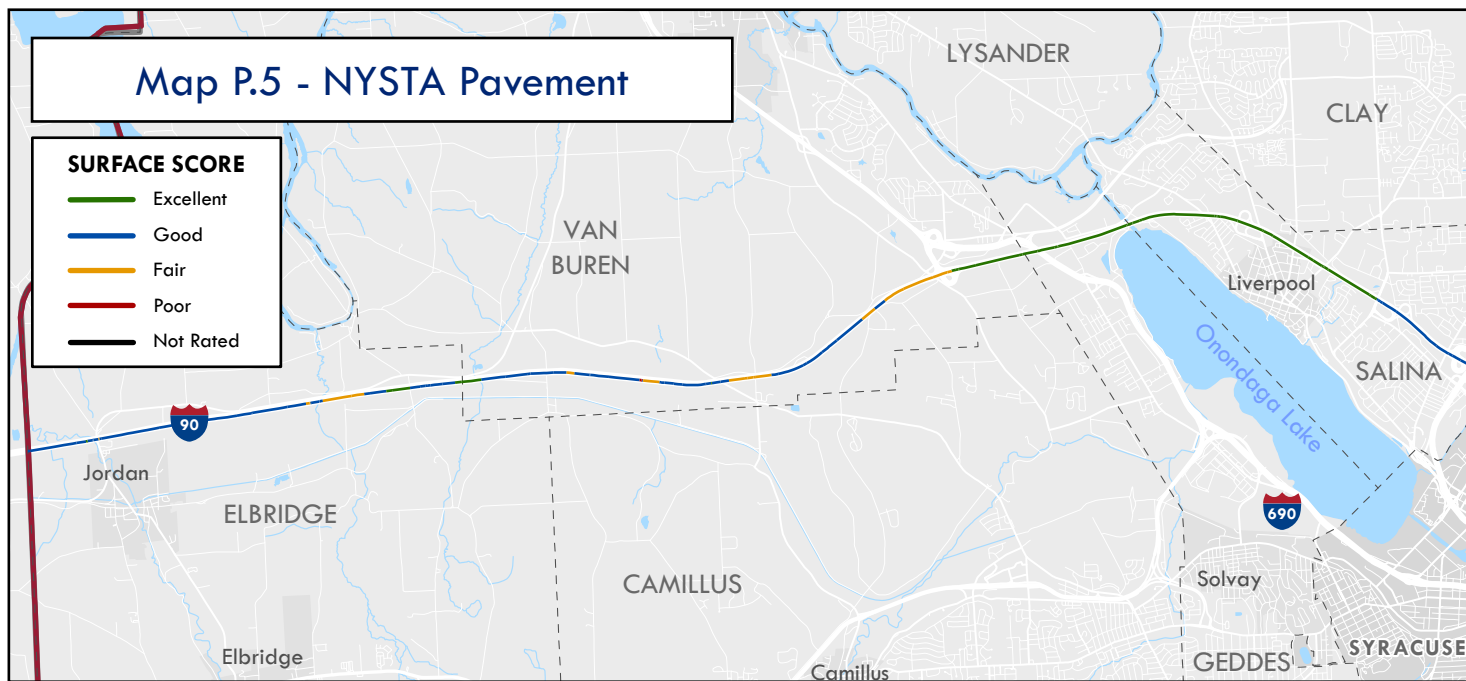 Map P.5 - NYSTA Pavement
SURFACE SCORE
Excellent
Good
Fair
Poor
Not Rated
LYSANDER
CLAY
VAN
BUREN
Liverpool
Onondaga Lake
SALINA
90
Jordan
ELBRIDGE
690
CAMILLUS
Solvay
SYRACUSE
Elbridge
Camillus
GEDDES